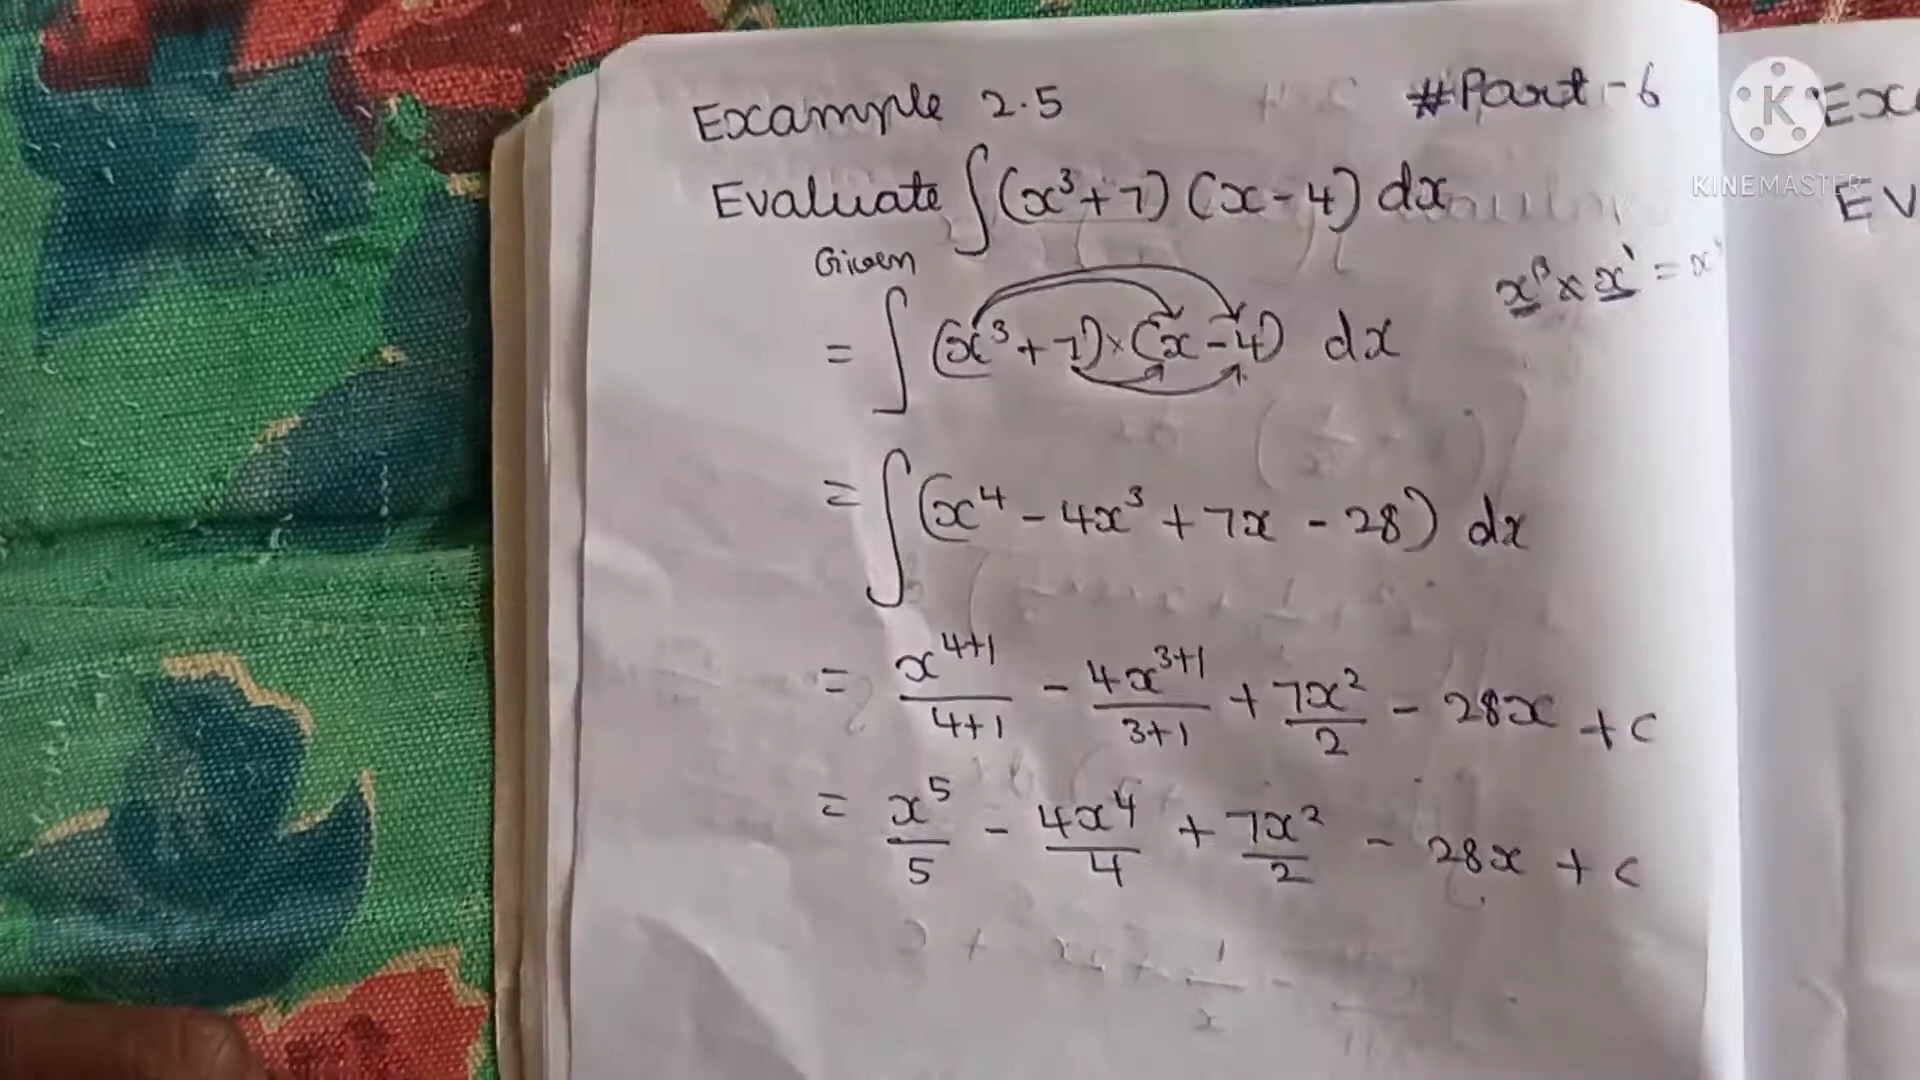 Example 2.5 #Part-6
Evaluate ∫(x³+7)(x-4) dx
Given
x³ × x¹ = x⁴
= ∫(x³+7)×(x-4) dx
= ∫(x⁴ - 4x³ + 7x - 28) dx
= x⁴⁺¹/4+1 - 4x³⁺¹/3+1 + 7x²/2 - 28x + c
= x⁵/5 - 4x⁴/4 + 7x²/2 - 28x + c
K
KINEMASTER